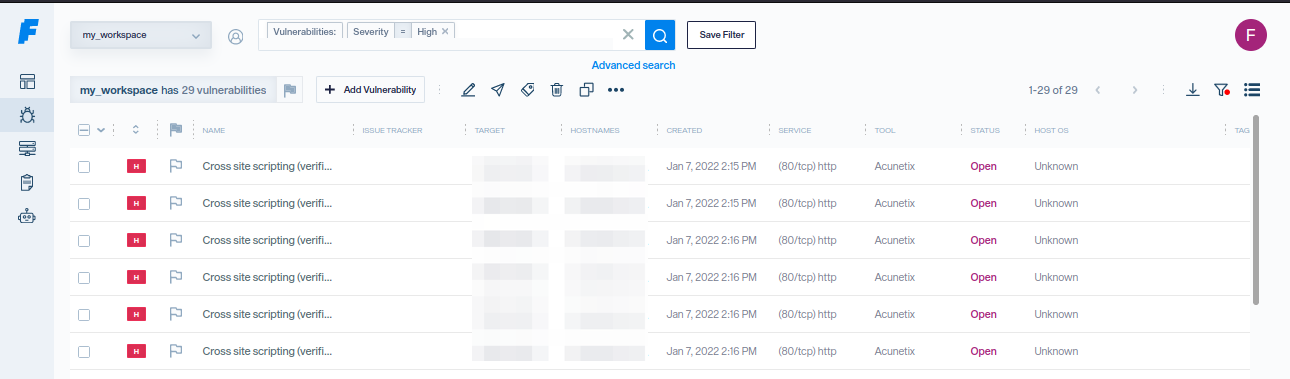 my_workspace Vulnerabilities: Severity = High Save Filter F
Advanced search
my_workspace has 29 vulnerabilities Add Vulnerability 1-29 of 29
NAME ISSUE TRACKER TARGET HOSTNAMES CREATED SERVICE TOOL STATUS HOST OS TAG
H Cross site scripting (verifi... Jan 7, 2022 2:15 PM (80/tcp) http Acunetix Open Unknown
H Cross site scripting (verifi... Jan 7, 2022 2:15 PM (80/tcp) http Acunetix Open Unknown
H Cross site scripting (verifi... Jan 7, 2022 2:16 PM (80/tcp) http Acunetix Open Unknown
H Cross site scripting (verifi... Jan 7, 2022 2:16 PM (80/tcp) http Acunetix Open Unknown
H Cross site scripting (verifi... Jan 7, 2022 2:16 PM (80/tcp) http Acunetix Open Unknown
H Cross site scripting (verifi... Jan 7, 2022 2:16 PM (80/tcp) http Acunetix Open Unknown